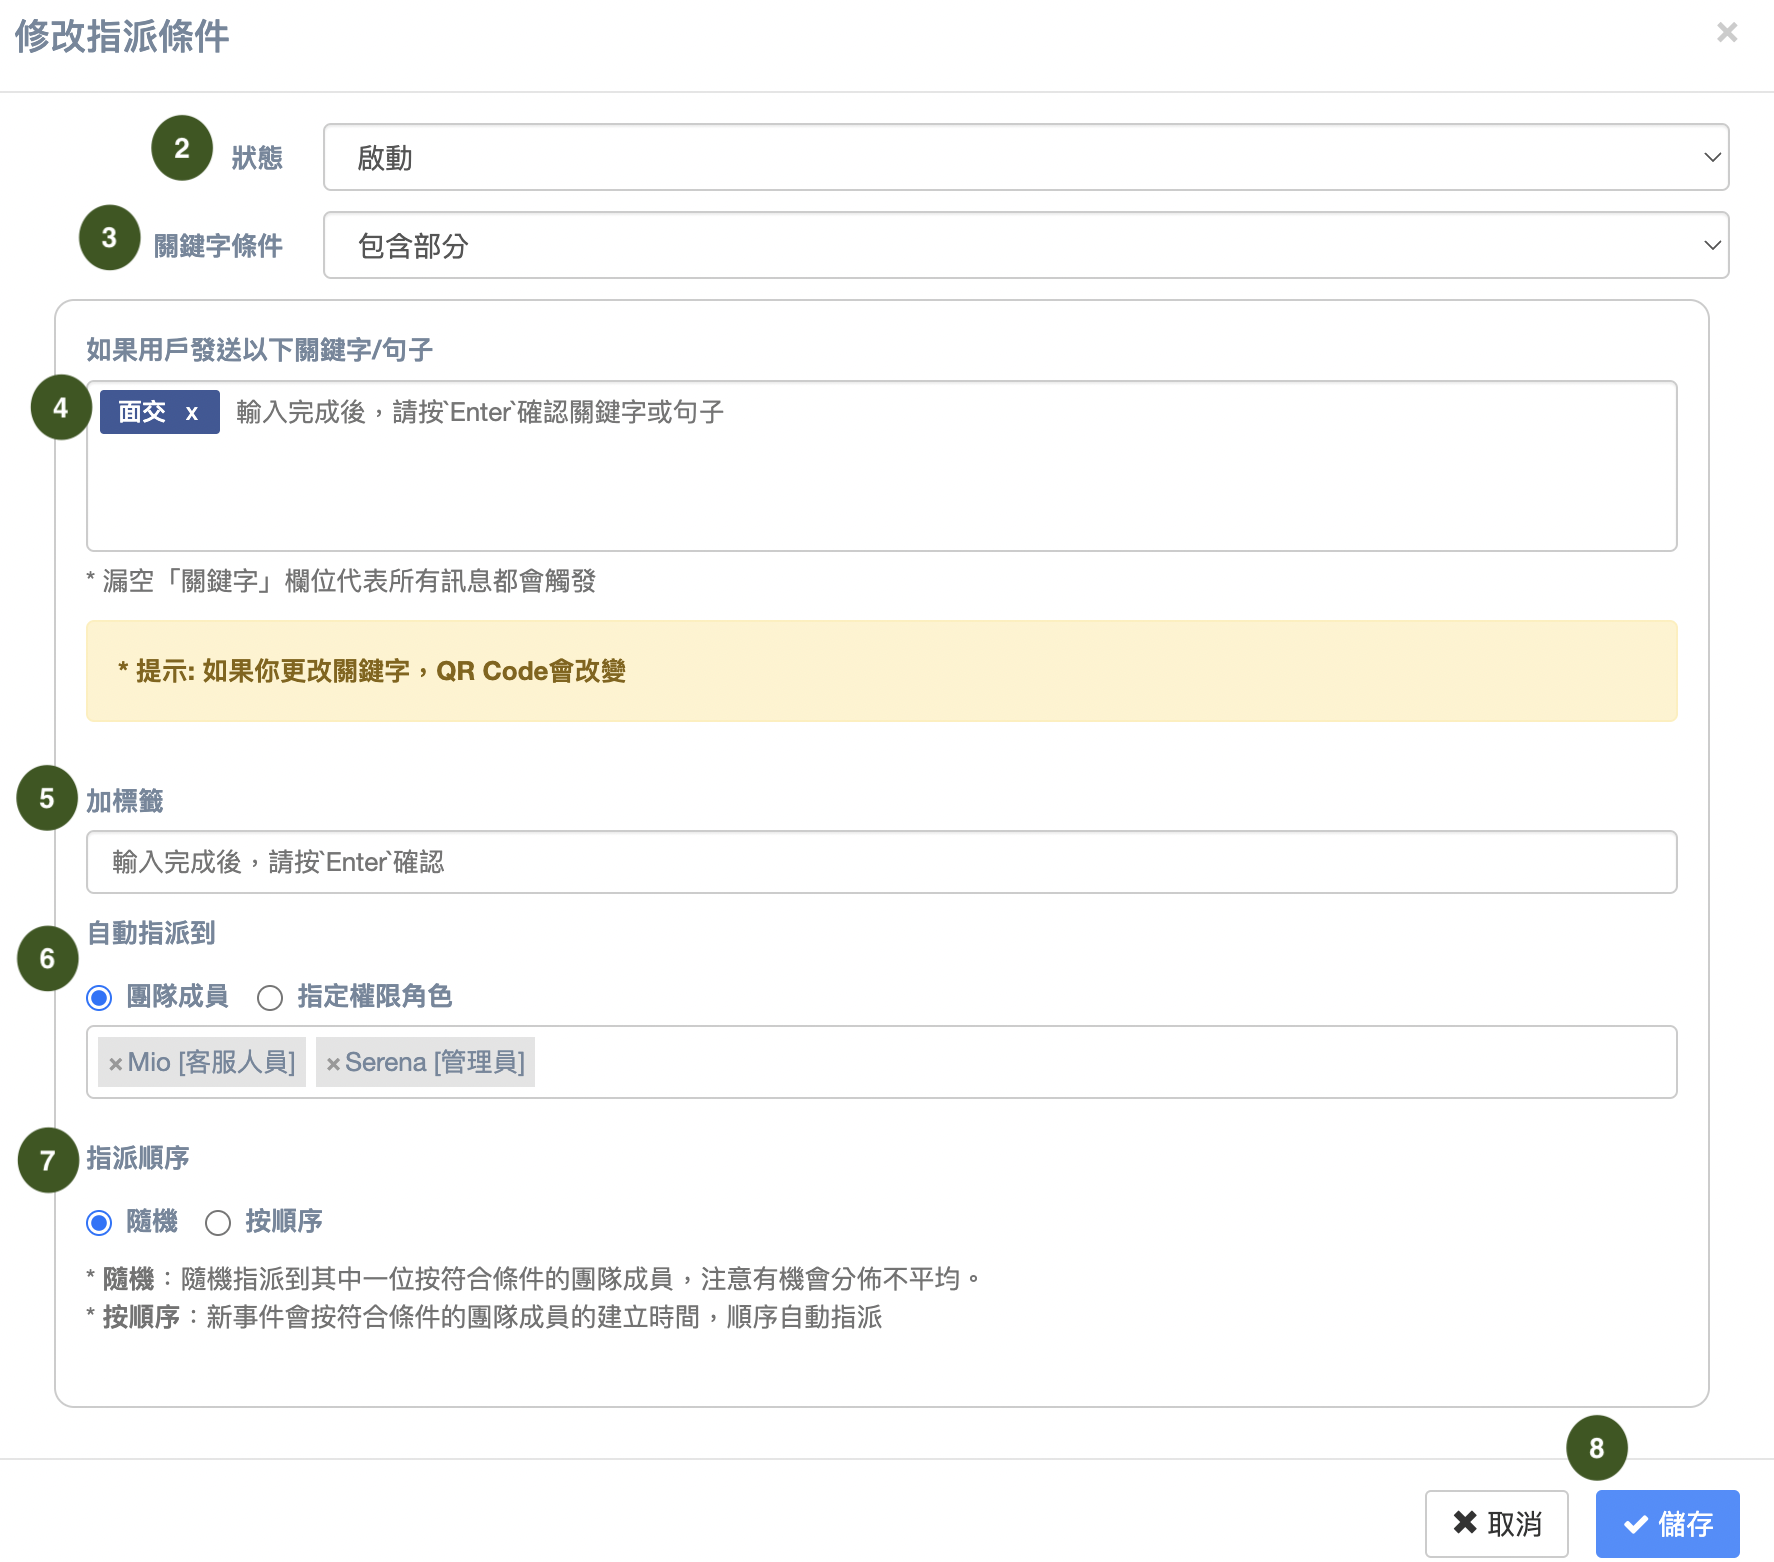 修改指派條件
×
2 狀態 啟動
3 關鍵字條件 包含部分
如果用戶發送以下關鍵字/句子
4 面交 x 輸入完成後，請按`Enter`確認關鍵字或句子
* 漏空「關鍵字」欄位代表所有訊息都會觸發
* 提示: 如果你更改關鍵字，QR Code會改變
5 加標籤
輸入完成後，請按`Enter`確認
自動指派到
6
團隊成員 指定權限角色
×Mio [客服人員] ×Serena [管理員]
7 指派順序
隨機 按順序
* 隨機：隨機指派到其中一位按符合條件的團隊成員，注意有機會分佈不平均。
* 按順序：新事件會按符合條件的團隊成員的建立時間，順序自動指派
8
✖ 取消 ✔ 儲存